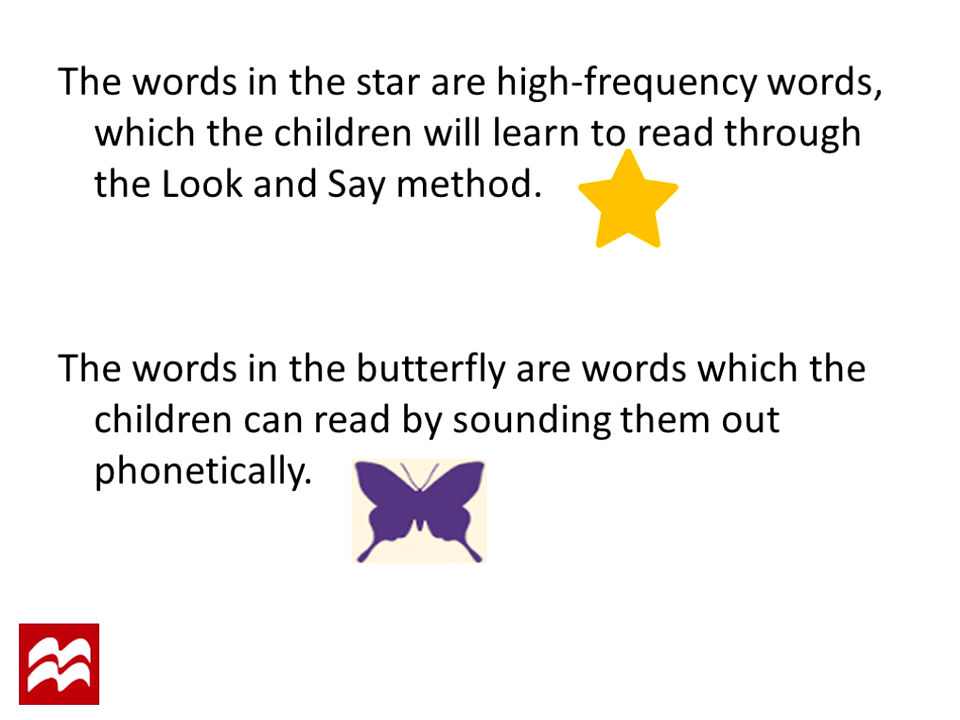 The words in the star are high-frequency words,
which the children will learn to read through
the Look and Say method.
The words in the butterfly are words which the
children can read by sounding them out
phonetically.